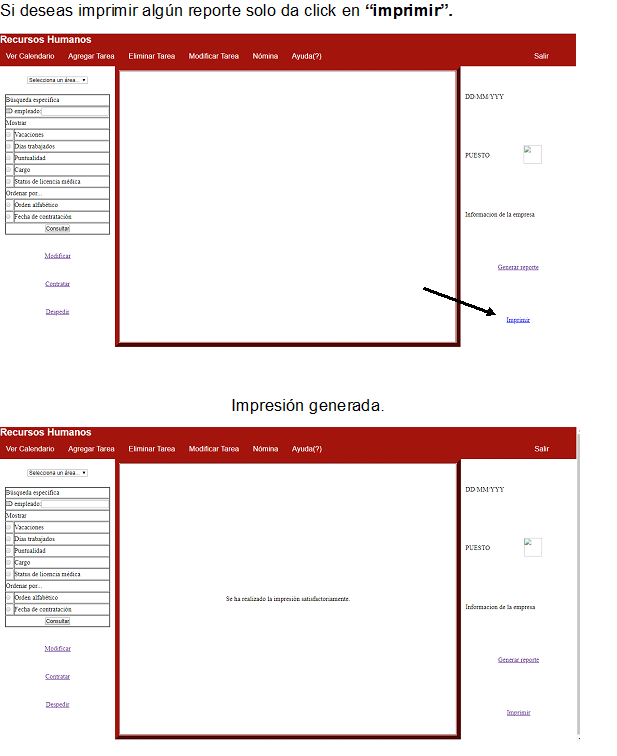 Si deseas imprimir algún reporte solo da click en “imprimir”.
Recursos Humanos
Ver Calendario Agregar Tarea Eliminar Tarea Modificar Tarea Nómina Ayuda(?) Salir
Selecciona un área...
Búsqueda especifica
ID empleado:
Mostrar
Vacaciones
Días trabajados
Puntualidad
Cargo
Status de licencia médica
Ordenar por...
Orden alfabético
Fecha de contratación
Consultar
Modificar
Contratar
Despedir
DD/MM/YYY
PUESTO
Informacion de la empresa
Generar reporte
Imprimir
Impresión generada.
Recursos Humanos
Ver Calendario Agregar Tarea Eliminar Tarea Modificar Tarea Nómina Ayuda(?) Salir
Selecciona un área...
Búsqueda especifica
ID empleado:
Mostrar
Vacaciones
Días trabajados
Puntualidad
Cargo
Status de licencia médica
Ordenar por...
Orden alfabético
Fecha de contratación
Consultar
Modificar
Contratar
Despedir
Se ha realizado la impresión satisfactoriamente.
DD/MM/YYY
PUESTO
Informacion de la empresa
Generar reporte
Imprimir